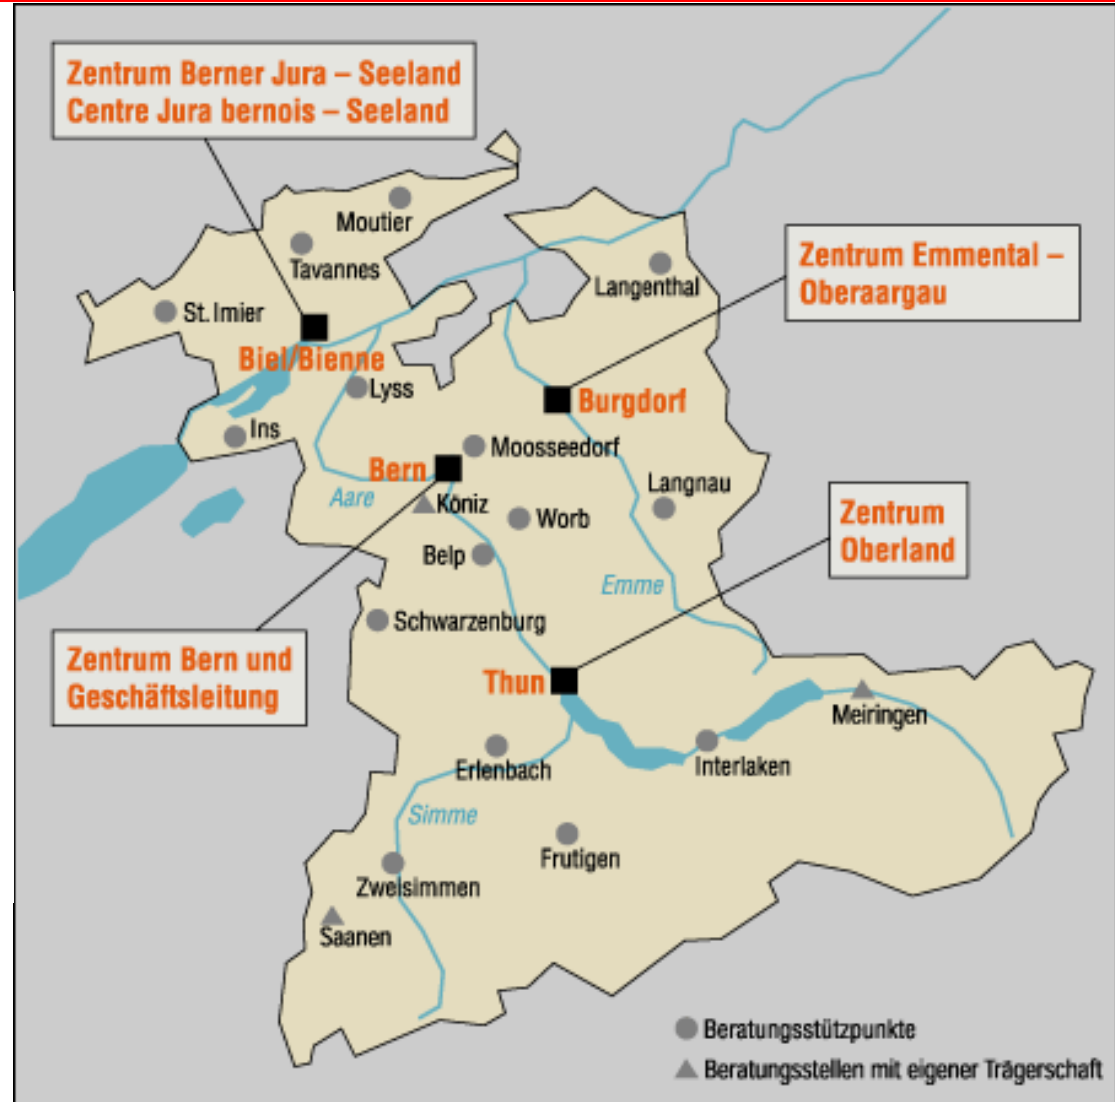 Zentrum Berner Jura – Seeland
Centre Jura bernois – Seeland
Moutier
Tavannes
Zentrum Emmental –
Oberaargau
Langenthal
St. Imier
Biel/Bienne
Lyss
Burgdorf
Ins
Moosseedorf
Bern
Aare
Köniz
Langnau
Worb
Zentrum
Oberland
Belp
Emme
Schwarzenburg
Zentrum Bern und
Geschäftsleitung
Thun
Meiringen
Erlenbach
Interlaken
Simme
Frutigen
Zweisimmen
Saanen
Beratungsstützpunkte
Beratungsstellen mit eigener Trägerschaft